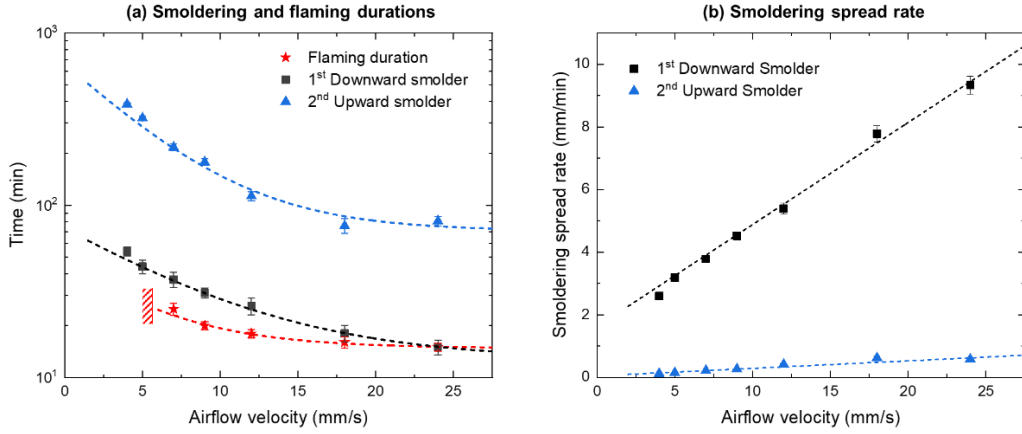 (a) Smoldering and flaming durations
10³
Flaming duration
1st Downward smolder
2nd Upward smolder
10²
10¹
Time (min)
0 5 10 15 20 25
Airflow velocity (mm/s)
(b) Smoldering spread rate
10
1st Downward Smolder
2nd Upward Smolder
8
6
4
2
0
Smoldering spread rate (mm/min)
0 5 10 15 20 25
Airflow velocity (mm/s)